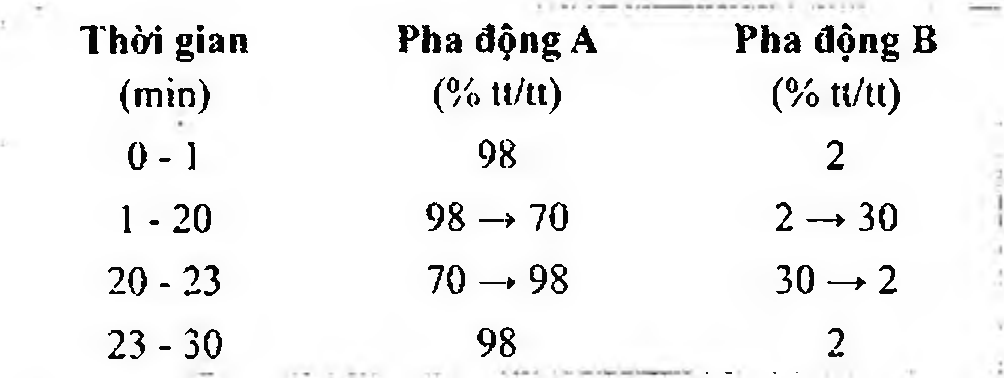 Thời gian Pha động A Pha động B
(min) (% tt/tt) (% tt/tt)
0 - 1 98 2
1 - 20 98 → 70 2 → 30
20 - 23 70 → 98 30 → 2
23 - 30 98 2